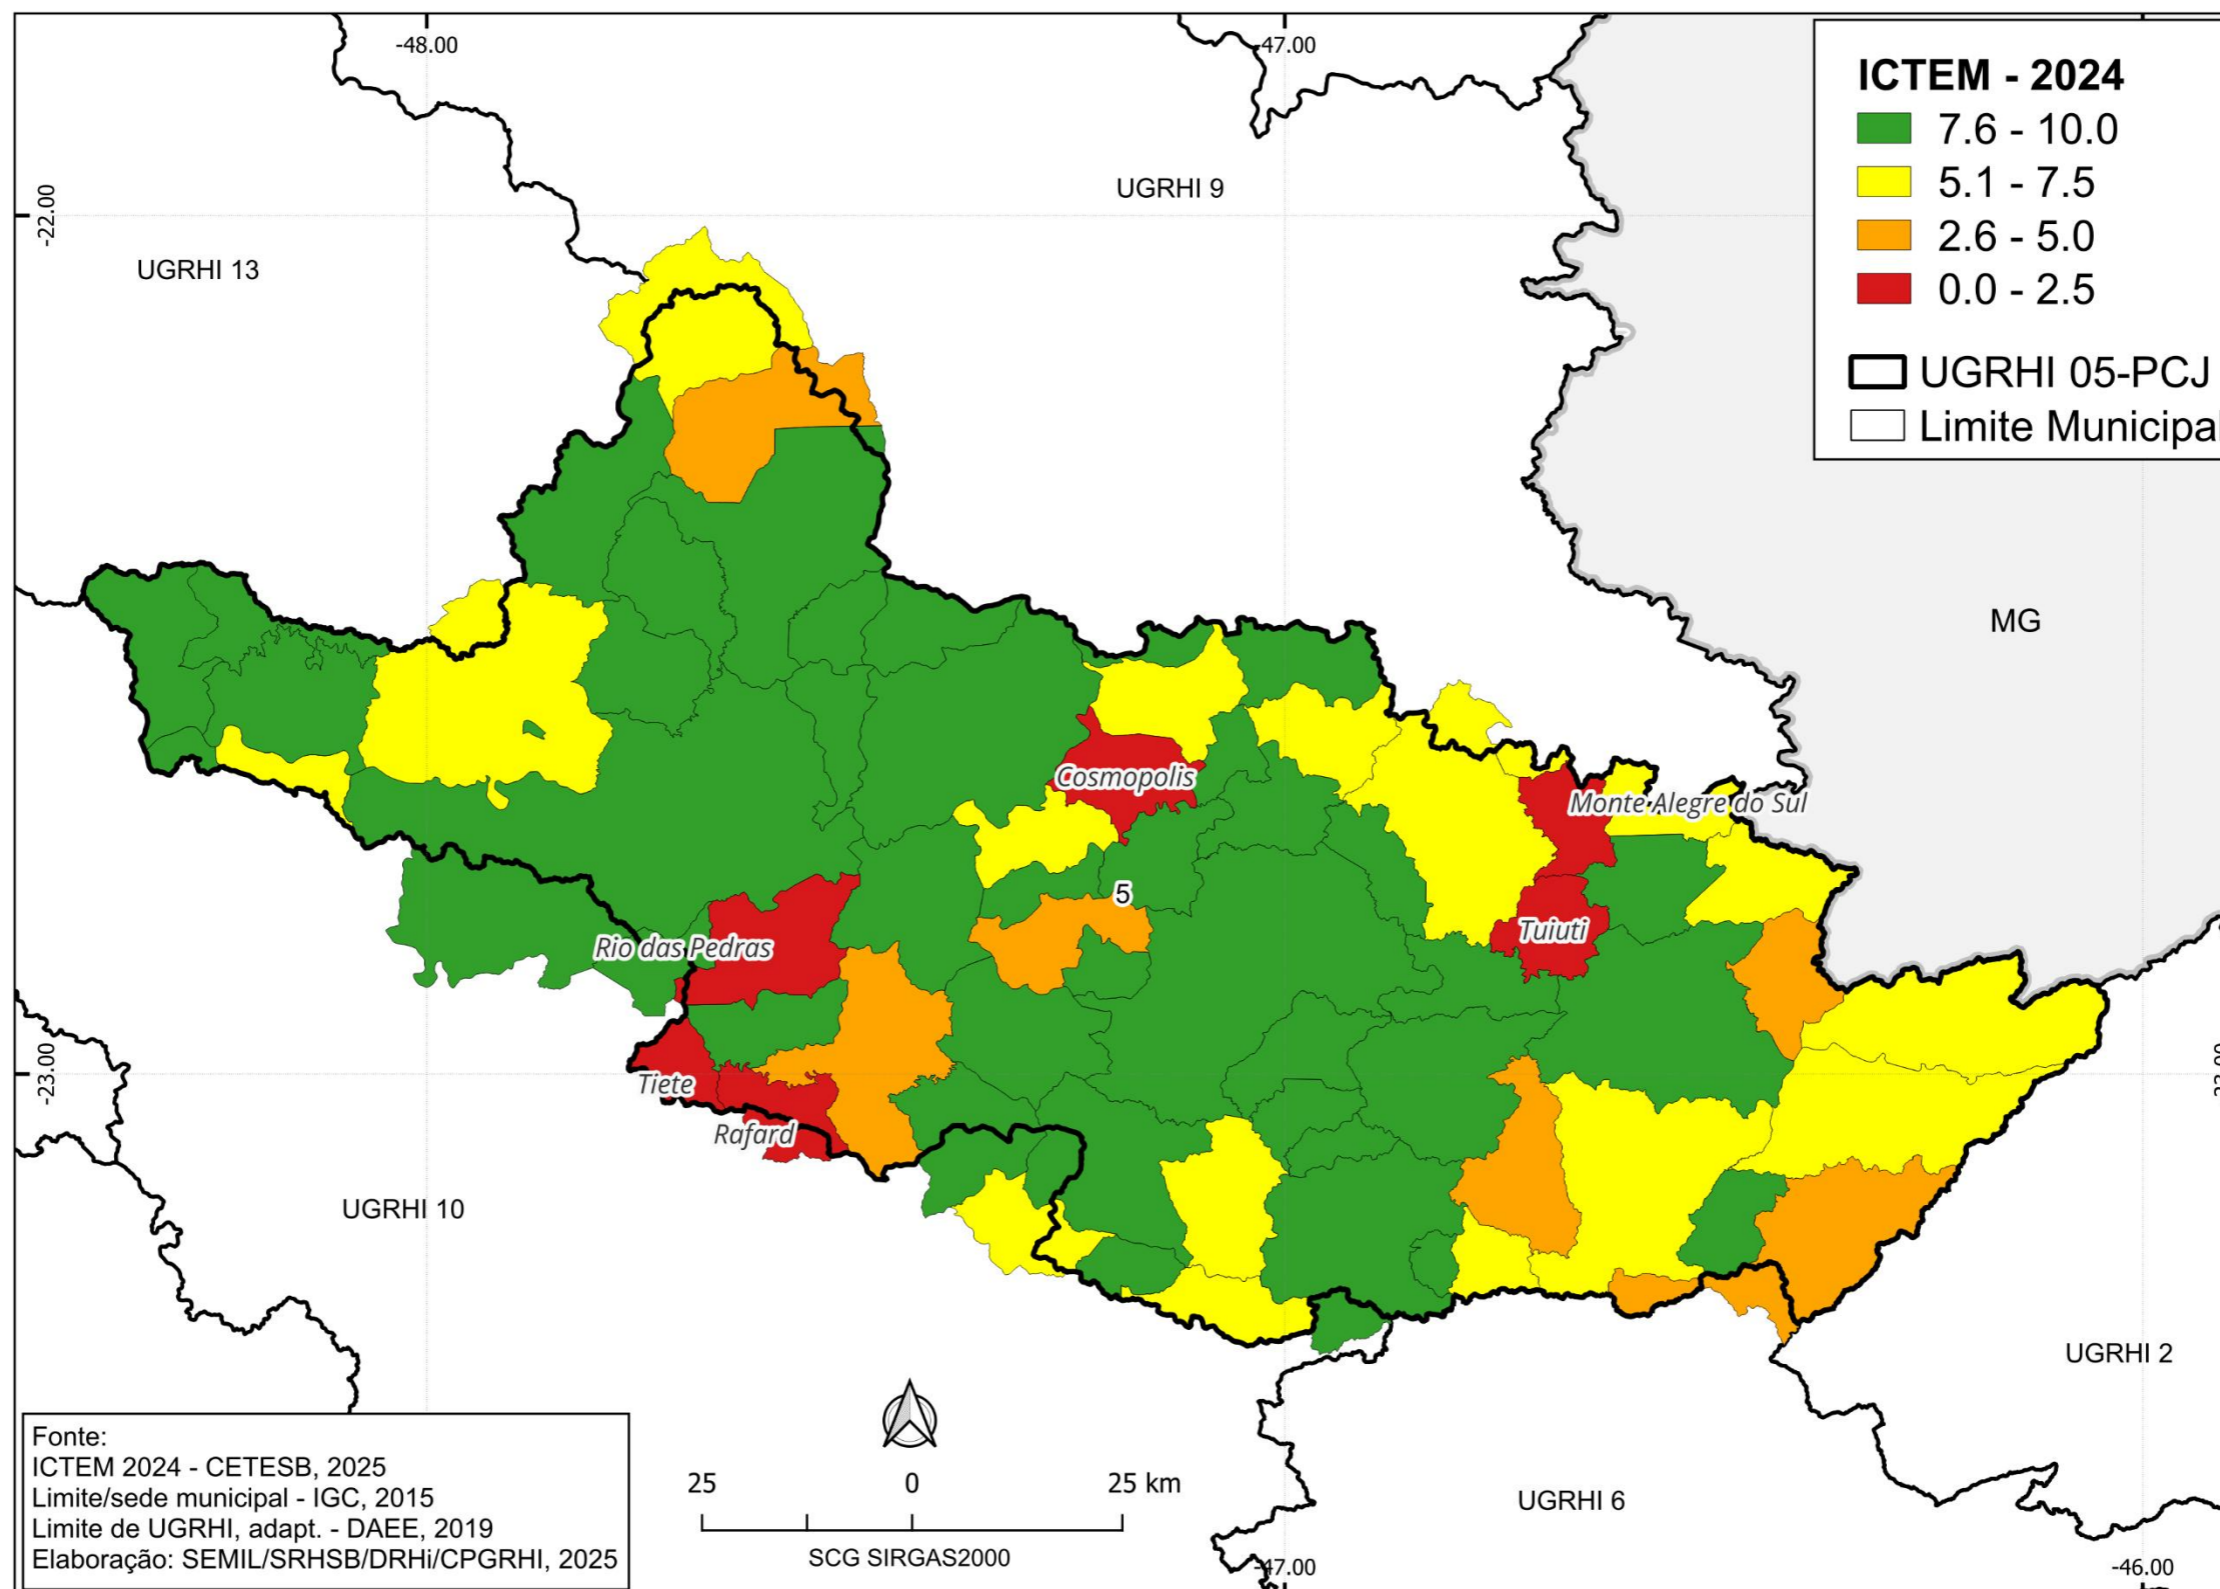 -48.00
-47.00
ICTEM - 2024
7.6 - 10.0
5.1 - 7.5
2.6 - 5.0
0.0 - 2.5
UGRHI 05-PCJ
Limite Municipal
-22.00
UGRHI 9
UGRHI 13
MG
Cosmopolis
Monte Alegre do Sul
5
Tuiuti
Rio das Pedras
-23.00
Tiete
Rafard
UGRHI 10
UGRHI 2
UGRHI 6
Fonte:
ICTEM 2024 - CETESB, 2025
Limite/sede municipal - IGC, 2015
Limite de UGRHI, adapt. - DAEE, 2019
Elaboração: SEMIL/SRHSB/DRHi/CPGRHI, 2025
25 0 25 km
SCG SIRGAS2000
-47.00
-46.00